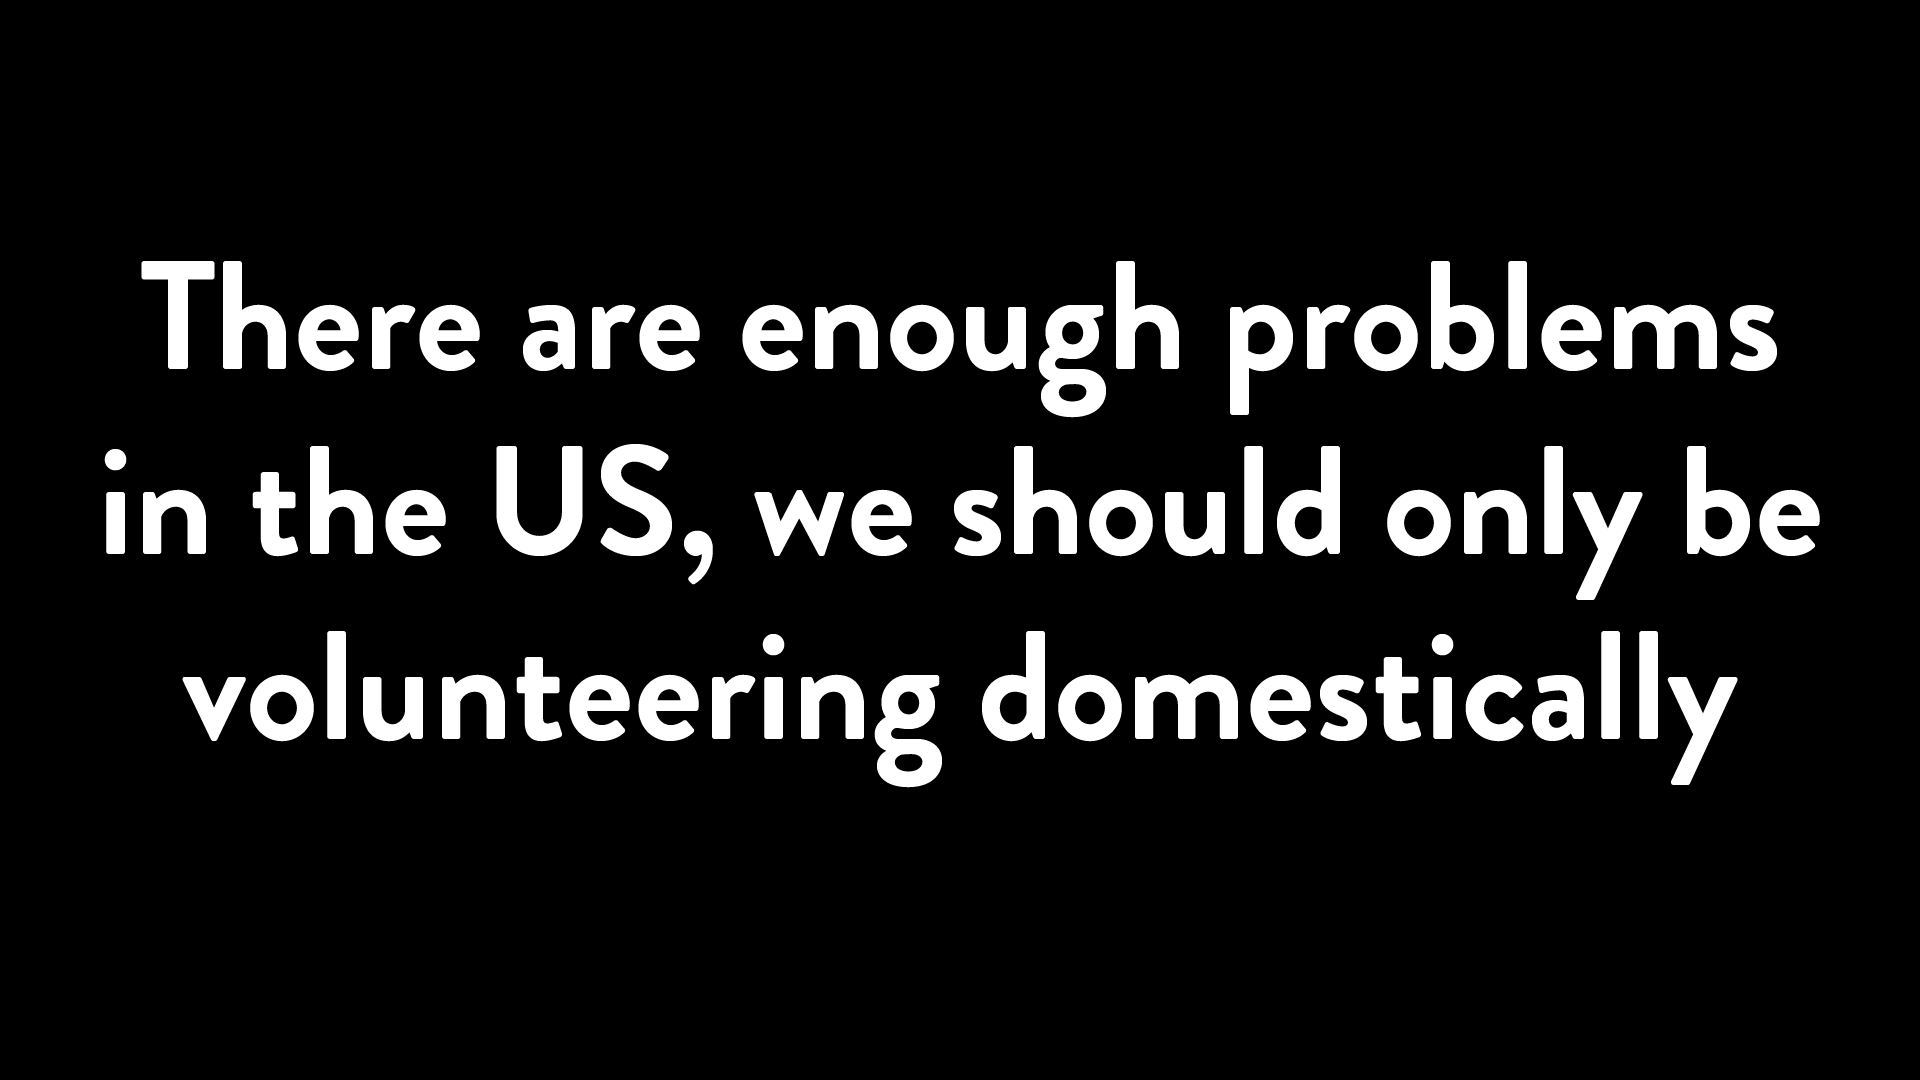 There are enough problems
in the US, we should only be
volunteering domestically